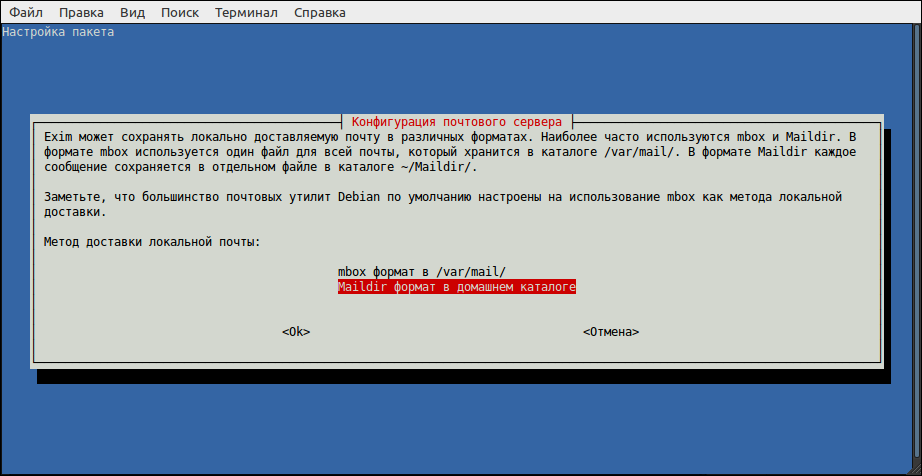 Файл Правка Вид Поиск Терминал Справка
Настройка пакета
Конфигурация почтового сервера
Exim может сохранять локально доставляемую почту в различных форматах. Наиболее часто используются mbox и Maildir. В
формате mbox используется один файл для всей почты, который хранится в каталоге /var/mail/. В формате Maildir каждое
сообщение сохраняется в отдельном файле в каталоге ~/Maildir/.
Заметьте, что большинство почтовых утилит Debian по умолчанию настроены на использование mbox как метода локальной
доставки.
Метод доставки локальной почты:
mbox формат в /var/mail/
Maildir формат в домашнем каталоге
<Ok> <Отмена>